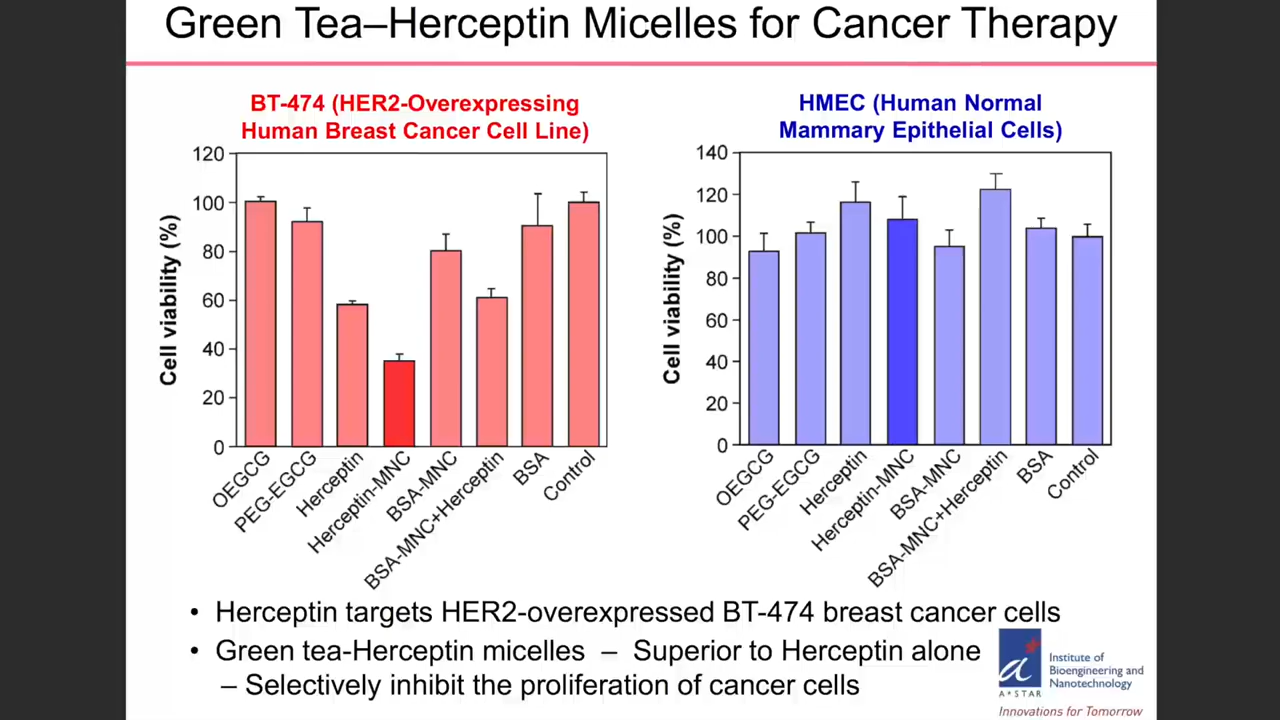 Green Tea–Herceptin Micelles for Cancer Therapy
BT-474 (HER2-Overexpressing
Human Breast Cancer Cell Line)
120
100
80
60
40
20
0
Cell viability (%)
OEGCG
PEG-EGCG
Herceptin
Herceptin-MNC
BSA-MNC
BSA-MNC+Herceptin
BSA
Control
HMEC (Human Normal
Mammary Epithelial Cells)
140
120
100
80
60
40
20
0
Cell viability (%)
OEGCG
PEG-EGCG
Herceptin
Herceptin-MNC
BSA-MNC
BSA-MNC+Herceptin
BSA
Control
• Herceptin targets HER2-overexpressed BT-474 breast cancer cells
• Green tea-Herceptin micelles – Superior to Herceptin alone
– Selectively inhibit the proliferation of cancer cells
a
A*STAR
Institute of
Bioengineering and
Nanotechnology
Innovations for Tomorrow